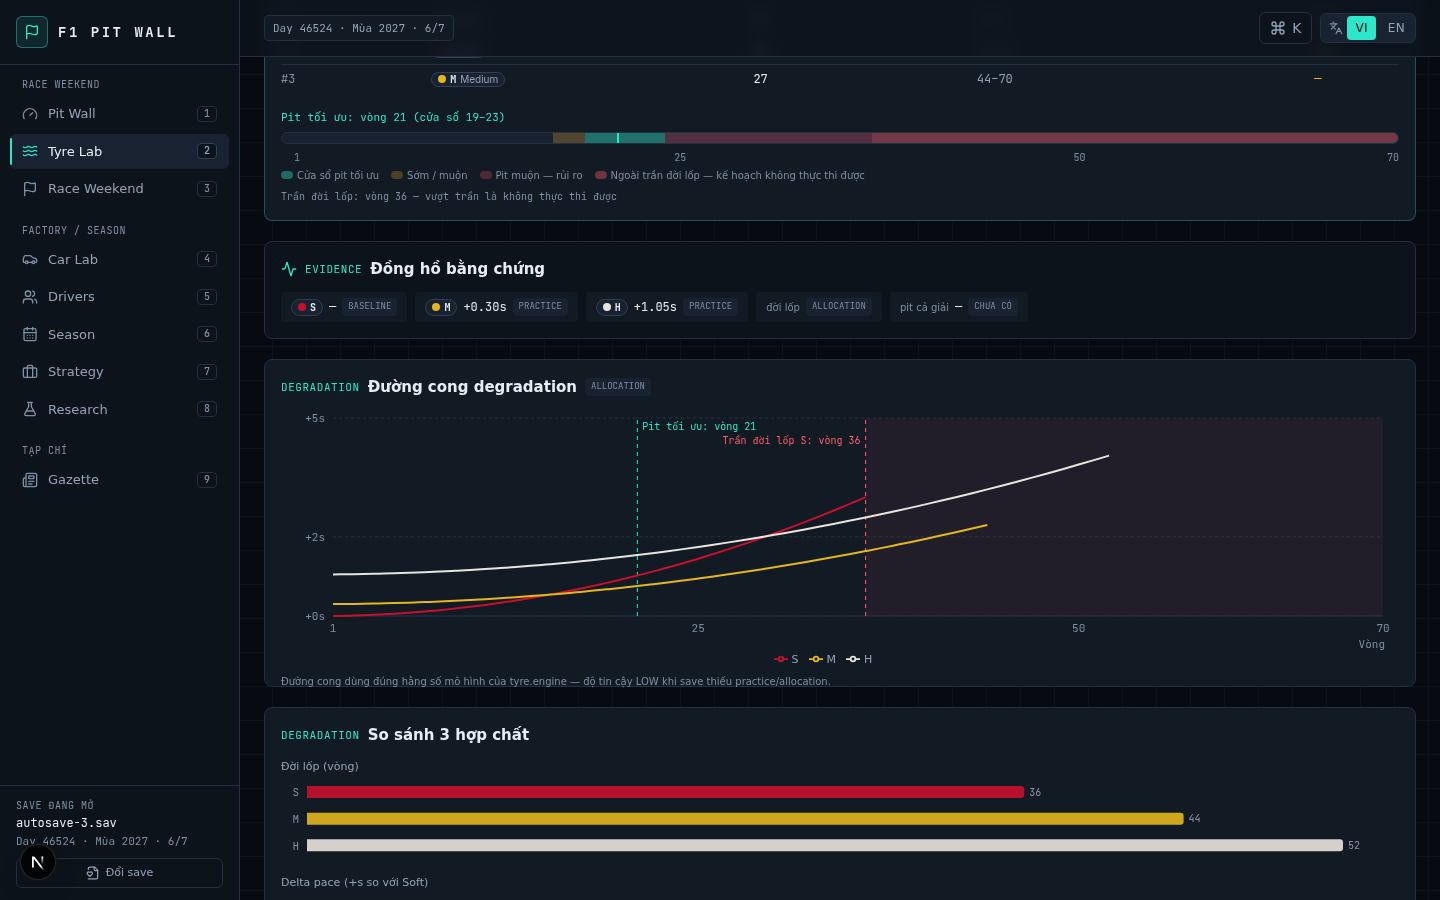 F1 PIT WALL
RACE WEEKEND
Pit Wall 1
Tyre Lab 2
Race Weekend 3
FACTORY / SEASON
Car Lab 4
Drivers 5
Season 6
Strategy 7
Research 8
TẠP CHÍ
Gazette 9
SAVE ĐANG MỞ
autosave-3.sav
Day 46524 · Mùa 2027 · 6/7
Đổi save
Day 46524 · Mùa 2027 · 6/7
⌘ K
VI EN
#3 M Medium 27 44–70 —
Pit tối ưu: vòng 21 (cửa sổ 19–23)
1 25 50 70
Cửa sổ pit tối ưu Sớm / muộn Pit muộn — rủi ro Ngoài trần đời lốp — kế hoạch không thực thi được
Trần đời lốp: vòng 36 — vượt trần là không thực thi được
EVIDENCE Đồng hồ bằng chứng
S — BASELINE M +0.30s PRACTICE H +1.05s PRACTICE đời lốp ALLOCATION pit cả giải — CHƯA CÓ
DEGRADATION Đường cong degradation ALLOCATION
+5s
Pit tối ưu: vòng 21
Trần đời lốp S: vòng 36
+2s
+0s
1 25 50 70
Vòng
S M H
Đường cong dùng đúng hằng số mô hình của tyre.engine — độ tin cậy LOW khi save thiếu practice/allocation.
DEGRADATION So sánh 3 hợp chất
Đời lốp (vòng)
S 36
M 44
H 52
Delta pace (+s so với Soft)